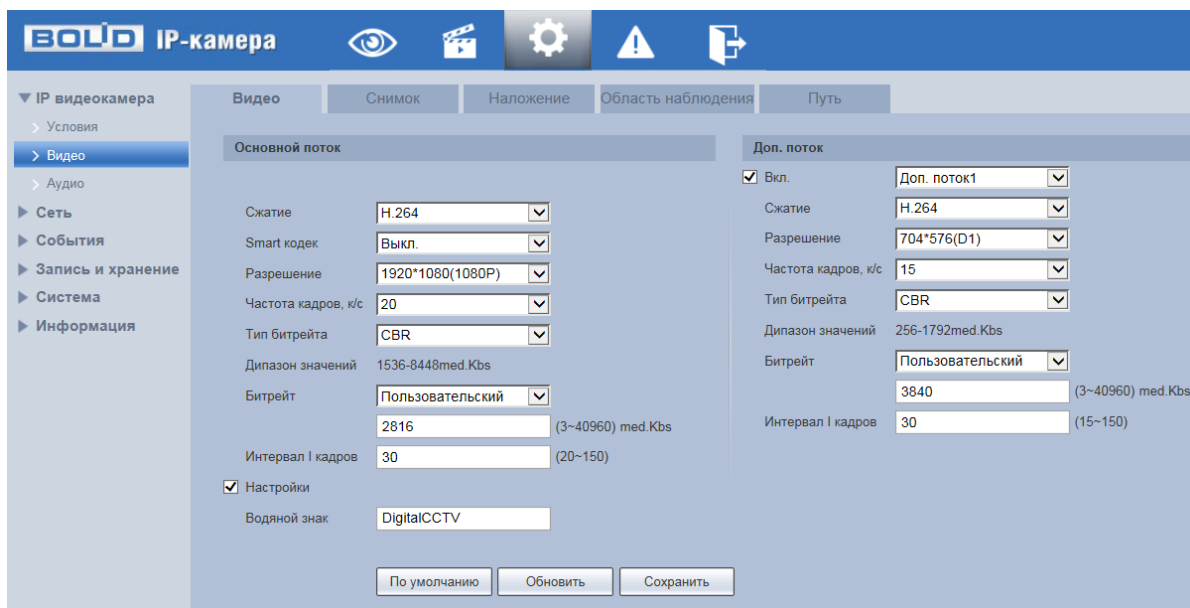 BOLID IP-камера
IP видеокамера
Условия
Видео
Аудио
Сеть
События
Запись и хранение
Система
Информация
Видео Снимок Наложение Область наблюдения Путь
Основной поток
Сжатие H.264
Smart кодек Выкл.
Разрешение 1920*1080(1080P)
Частота кадров, к/с 20
Тип битрейта CBR
Дипазон значений 1536-8448med.Kbs
Битрейт Пользовательский
2816 (3~40960) med.Kbs
Интервал I кадров 30 (20~150)
Настройки
Водяной знак DigitalCCTV
По умолчанию Обновить Сохранить
Доп. поток
Вкл. Доп. поток1
Сжатие H.264
Разрешение 704*576(D1)
Частота кадров, к/с 15
Тип битрейта CBR
Дипазон значений 256-1792med.Kbs
Битрейт Пользовательский
3840 (3~40960) med.Kbs
Интервал I кадров 30 (15~150)